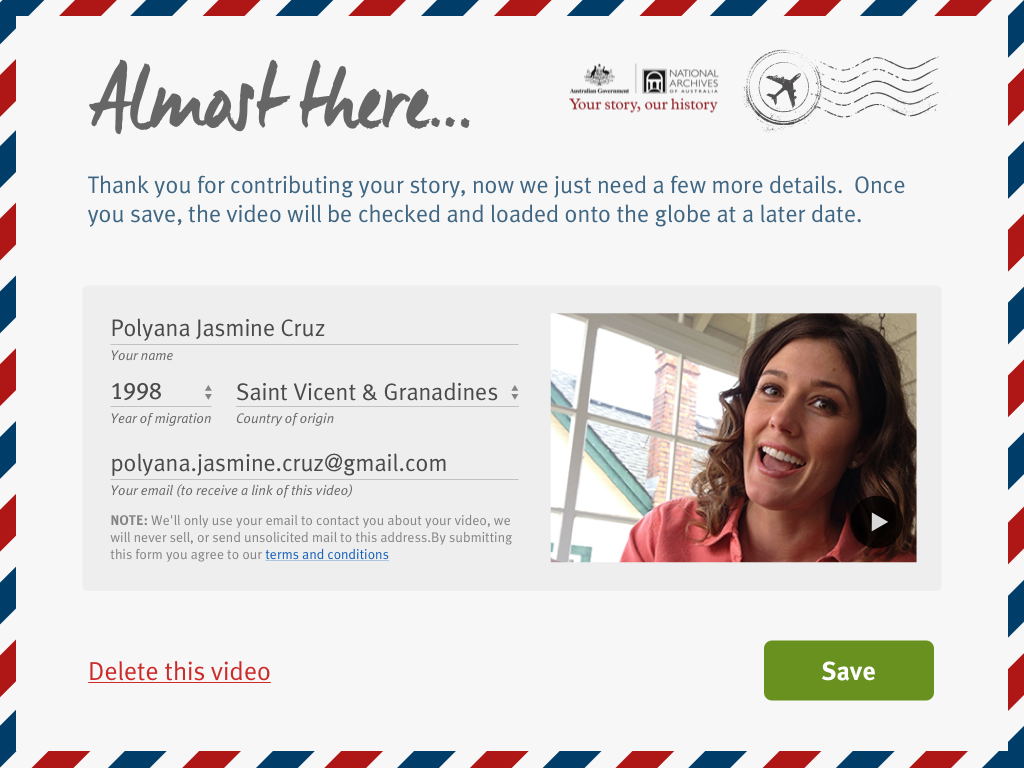 Almost there...
Australian Government
NATIONAL
ARCHIVES
OF AUSTRALIA
Your story, our history
Thank you for contributing your story, now we just need a few more details.  Once
you save, the video will be checked and loaded onto the globe at a later date.
Polyana Jasmine Cruz
Your name
1998
Saint Vicent & Granadines
Year of migration
Country of origin
polyana.jasmine.cruz@gmail.com
Your email (to receive a link of this video)
NOTE: We'll only use your email to contact you about your video, we
will never sell, or send unsolicited mail to this address.By submitting
this form you agree to our terms and conditions
Delete this video
Save